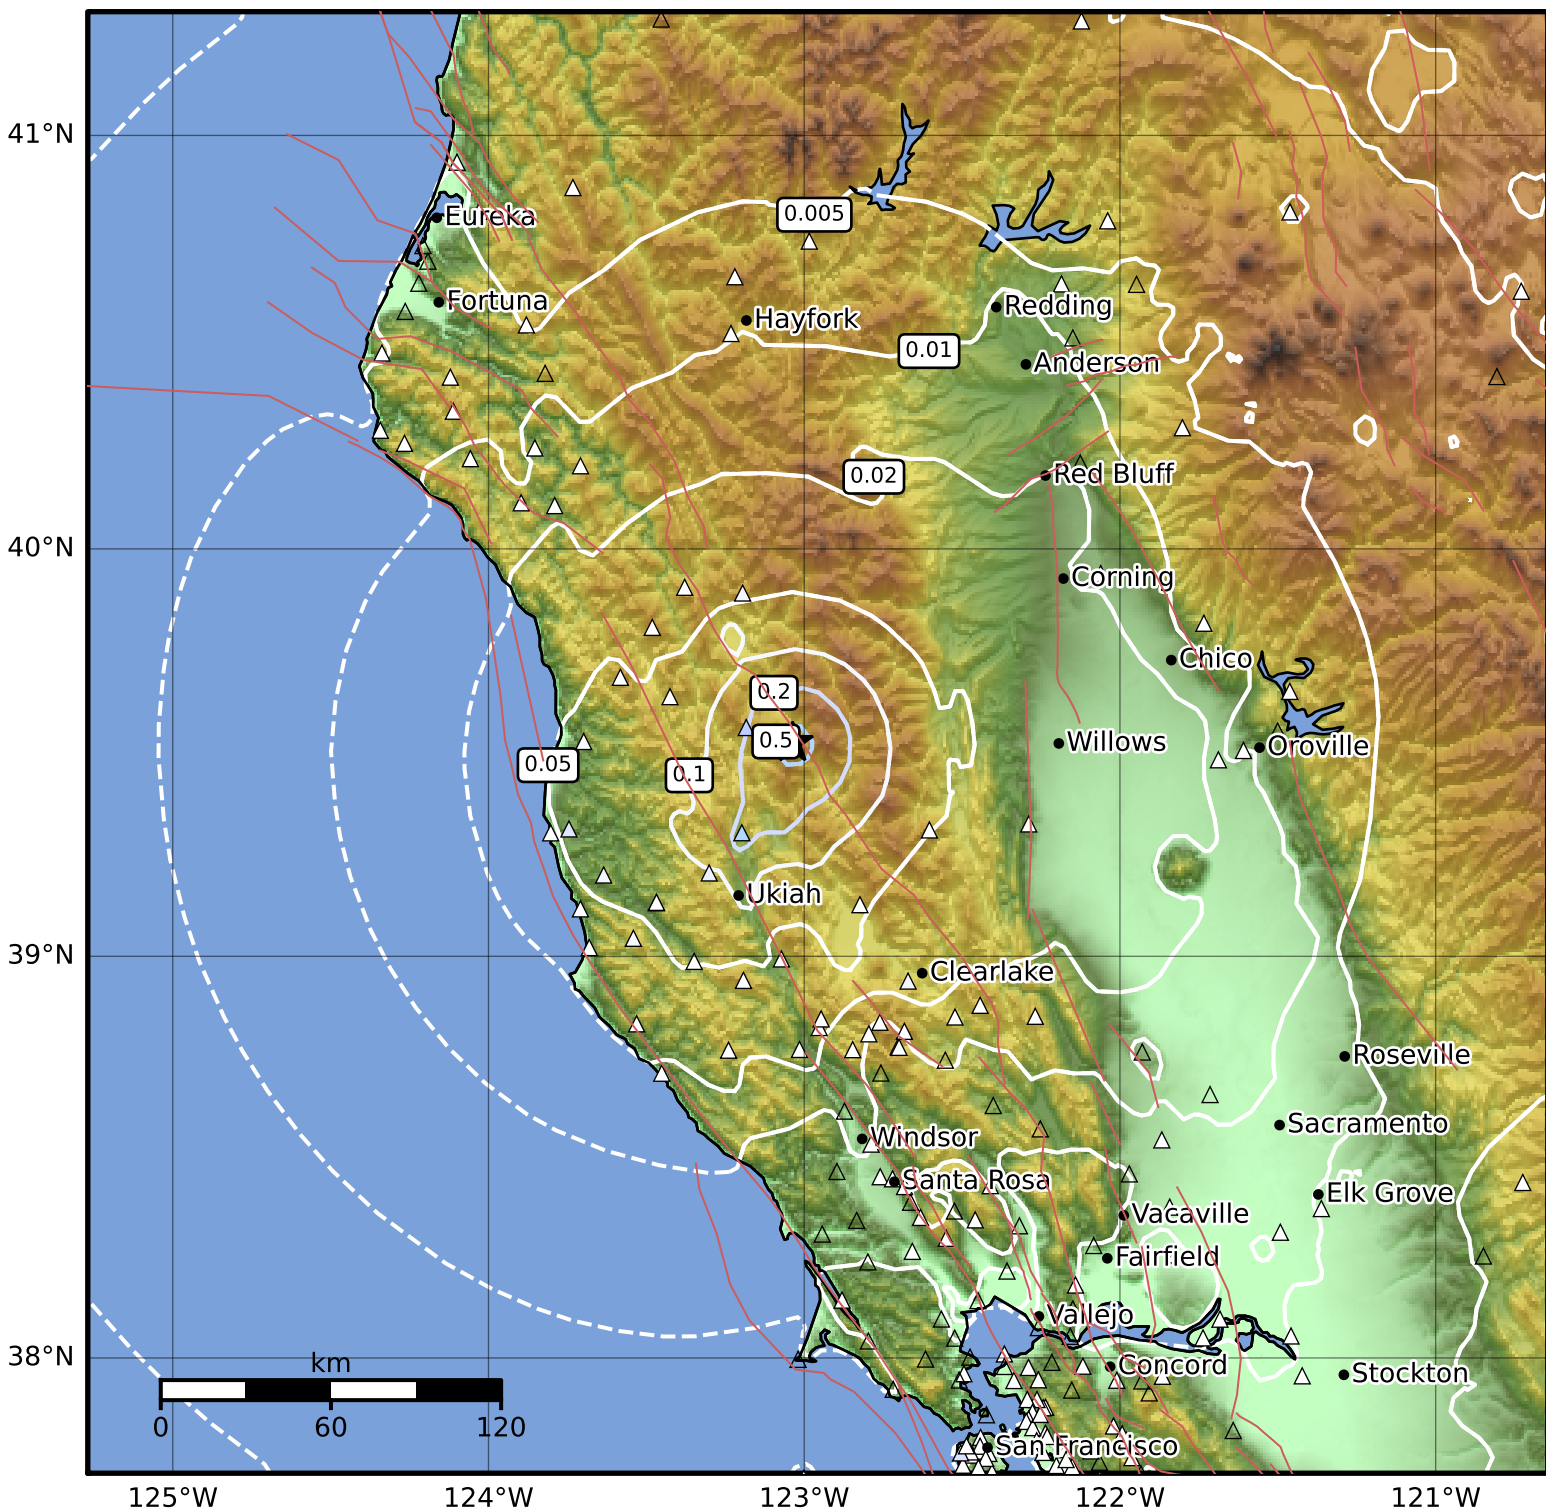 41°N
0.005
Eureka
Fortuna
Hayfork
Redding
0.01
Anderson
0.02
Red Bluff
40°N
Corning
Chico
0.2
0.5
Willows
Oroville
0.05
0.1
Ukiah
39°N
Clearlake
Roseville
Windsor
Sacramento
Santa Rosa
Elk Grove
Vacaville
Fairfield
Vallejo
38°N
km
Concord
Stockton
0 60 120
San Francisco
125°W 124°W 123°W 122°W 121°W